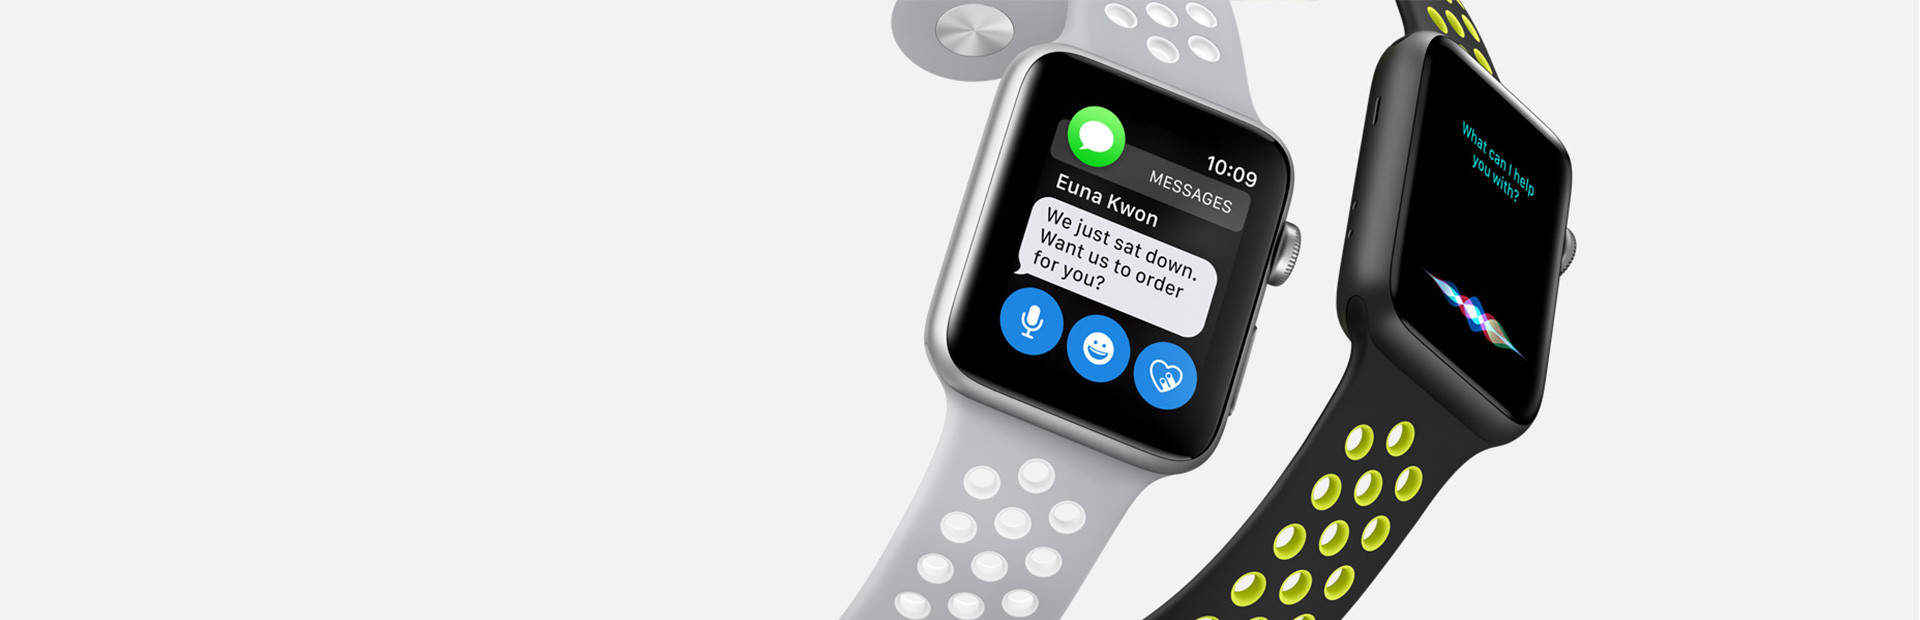 10:09
MESSAGES
Euna Kwon
We just sat down.
Want us to order
for you?
What can I help
you with?